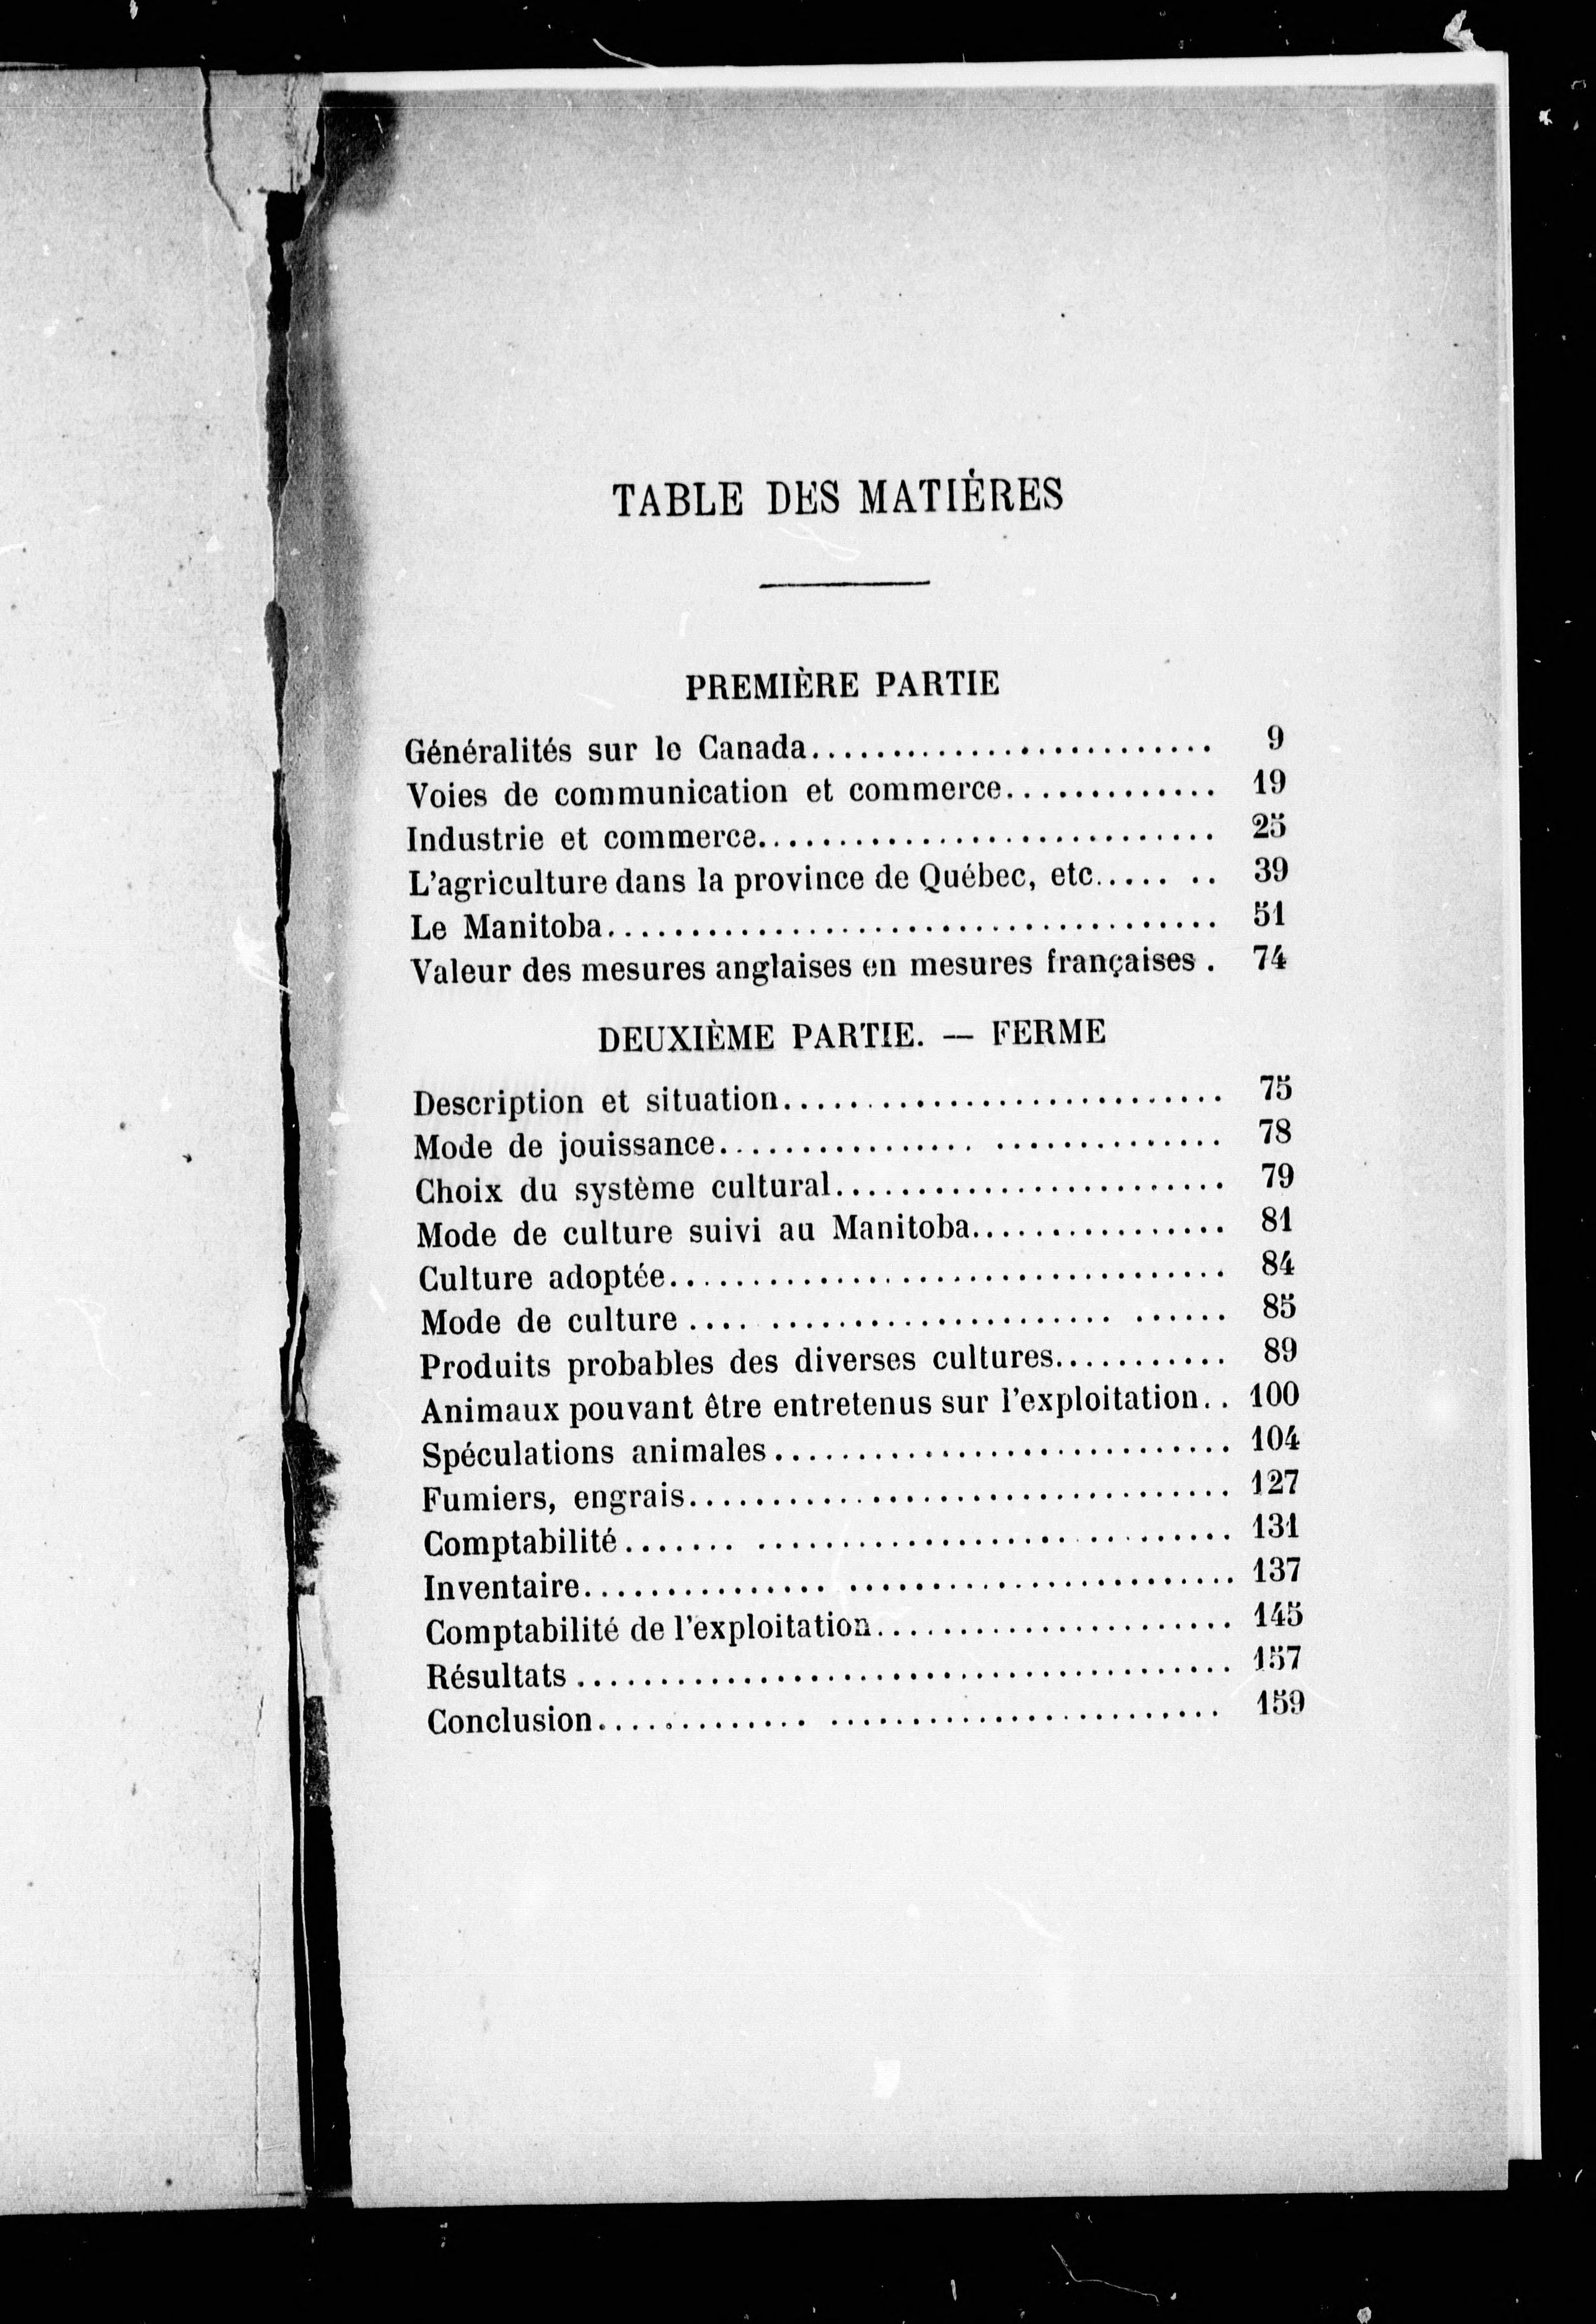 TABLE DES MATIÈRES
PREMIÈRE PARTIE
Généralités sur le Canada.......................... 9
Voies de communication et commerce............. 19
Industrie et commerce............................ 25
L'agriculture dans la province de Québec, etc..... .. 39
Le Manitoba...................................... 51
Valeur des mesures anglaises en mesures françaises . 74
DEUXIÈME PARTIE. — FERME
Description et situation........................... 75
Mode de jouissance................ .............. 78
Choix du système cultural........................ 79
Mode de culture suivi au Manitoba................ 81
Culture adoptée.................................. 84
Mode de culture .... ..................... ...... 85
Produits probables des diverses cultures........... 89
Animaux pouvant être entretenus sur l'exploitation.. 100
Spéculations animales............................ 104
Fumiers, engrais................................. 127
Comptabilité....... ............................. 131
Inventaire............... ........................ 137
Comptabilité de l'exploitation...................... 145
Résultats ........................................ 157
Conclusion............. ........................ 159